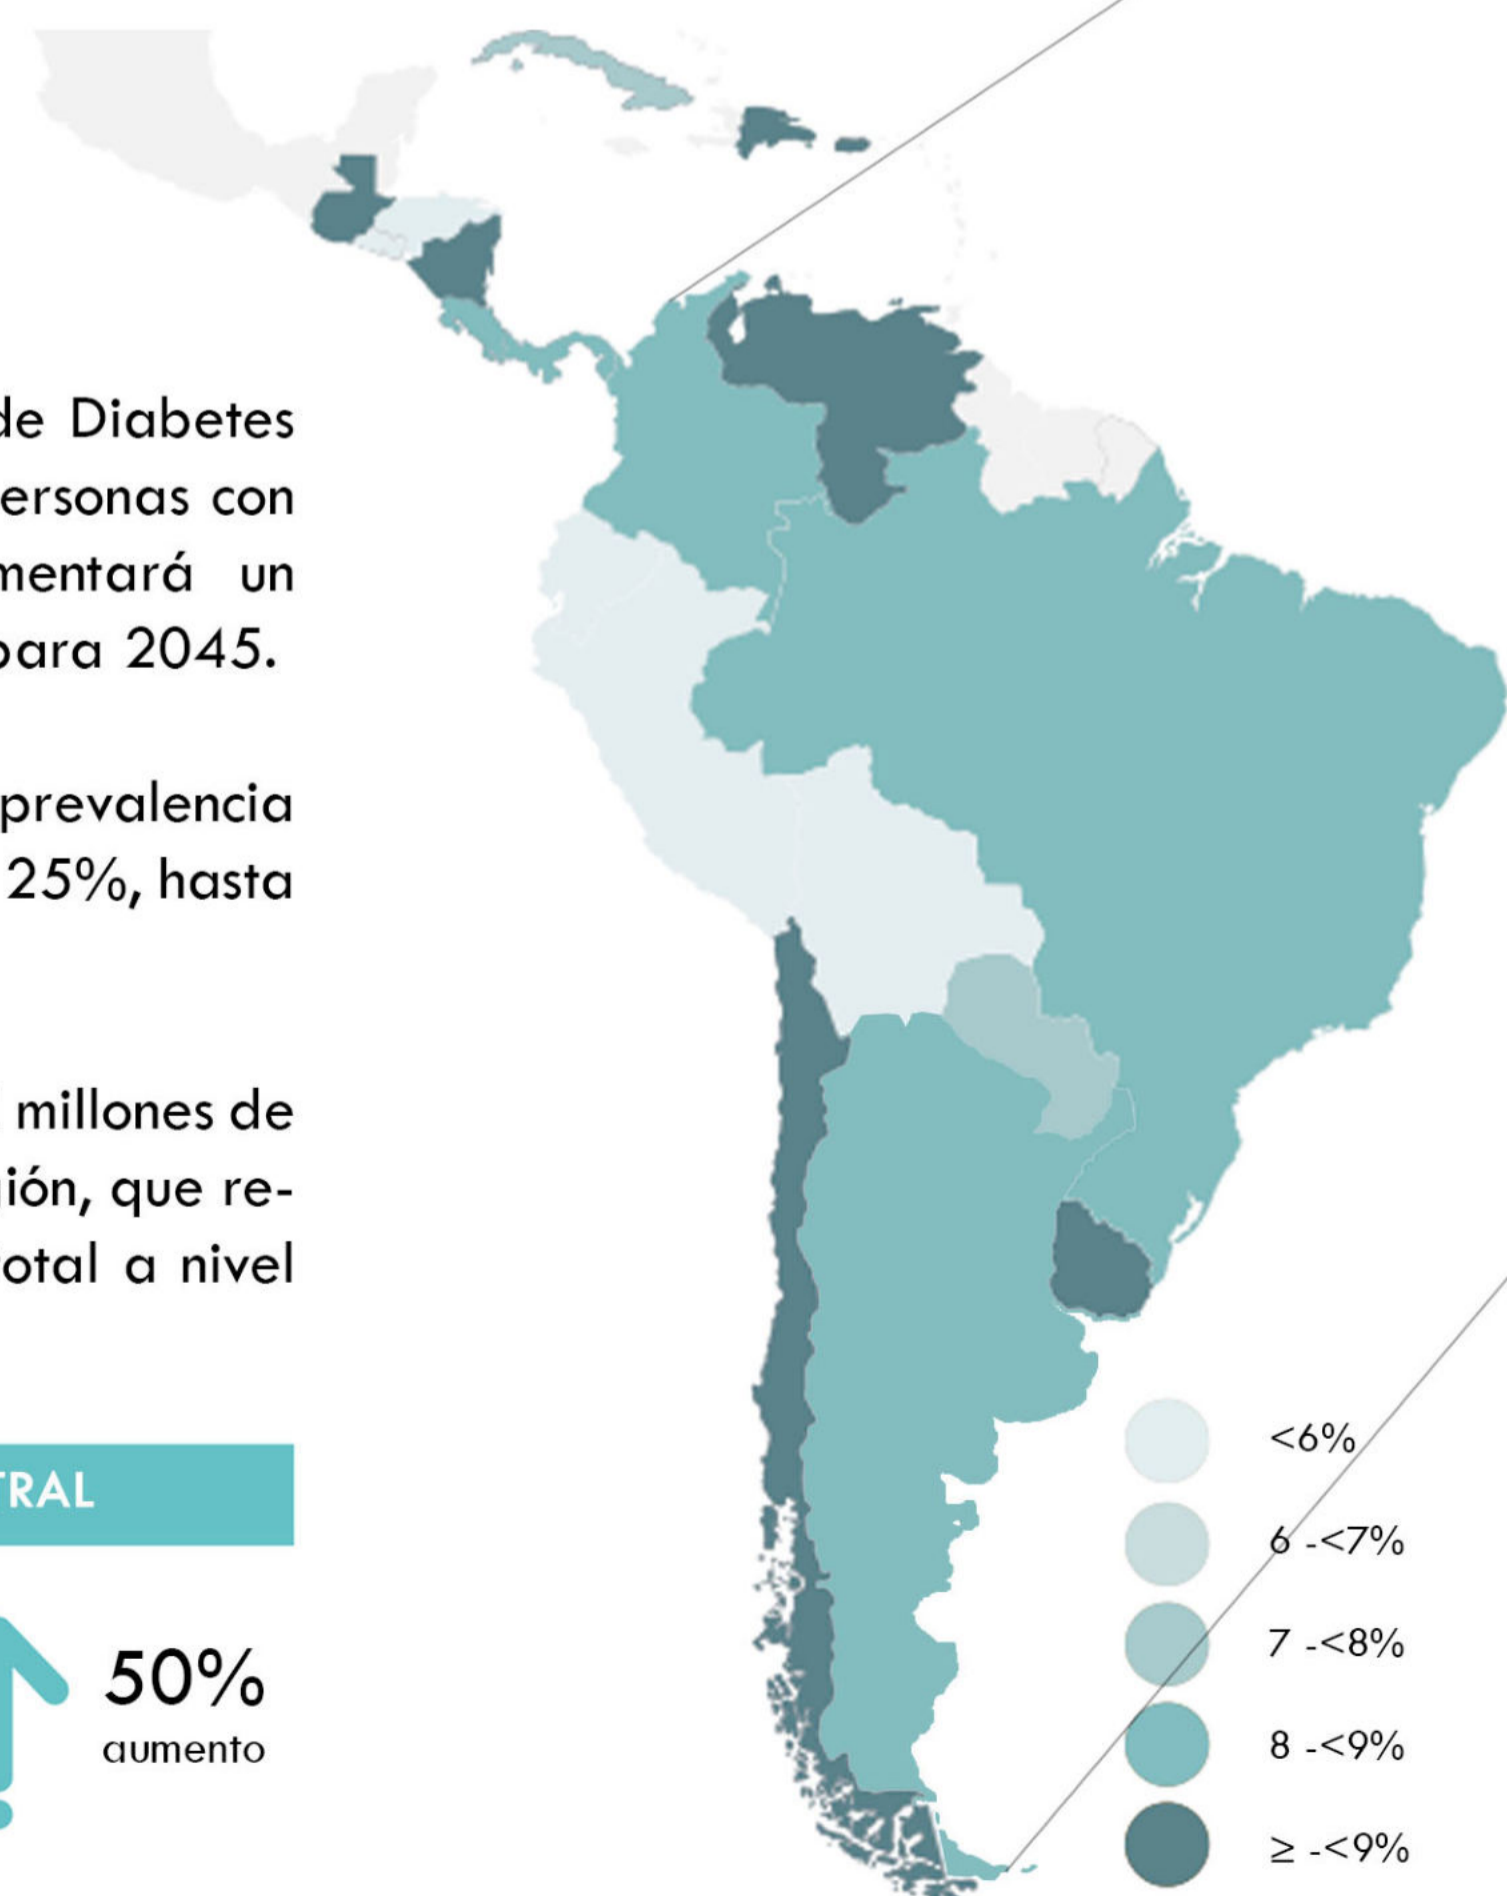 de Diabetes
ersonas con
mentará un
para 2045.
prevalencia
25%, hasta
millones de
ión, que re-
otal a nivel
TRAL
50%
aumento
<6%
6 -<7%
7 -<8%
8 -<9%
≥ -<9%